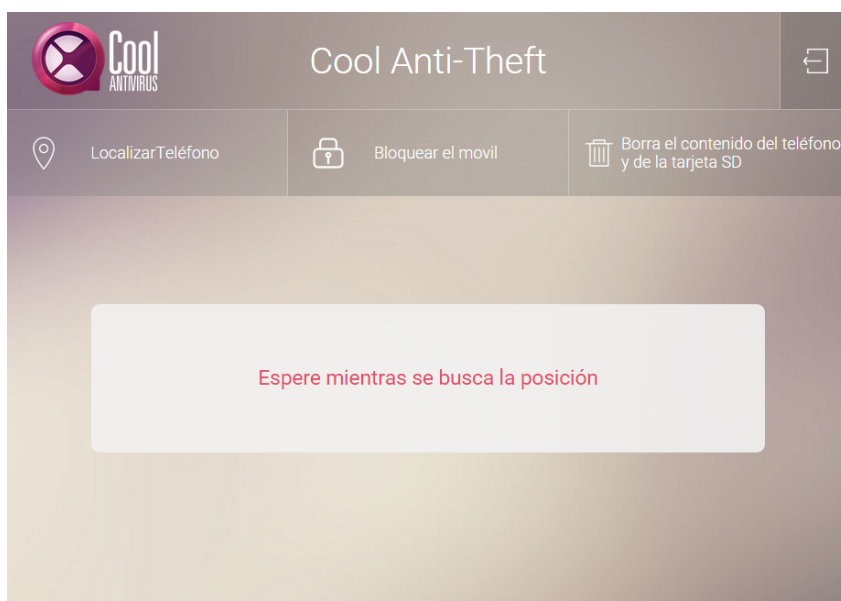 Cool
ANTIVIRUS
Cool Anti-Theft
LocalizarTeléfono
Bloquear el movil
Borra el contenido del teléfono
y de la tarjeta SD
Espere mientras se busca la posición